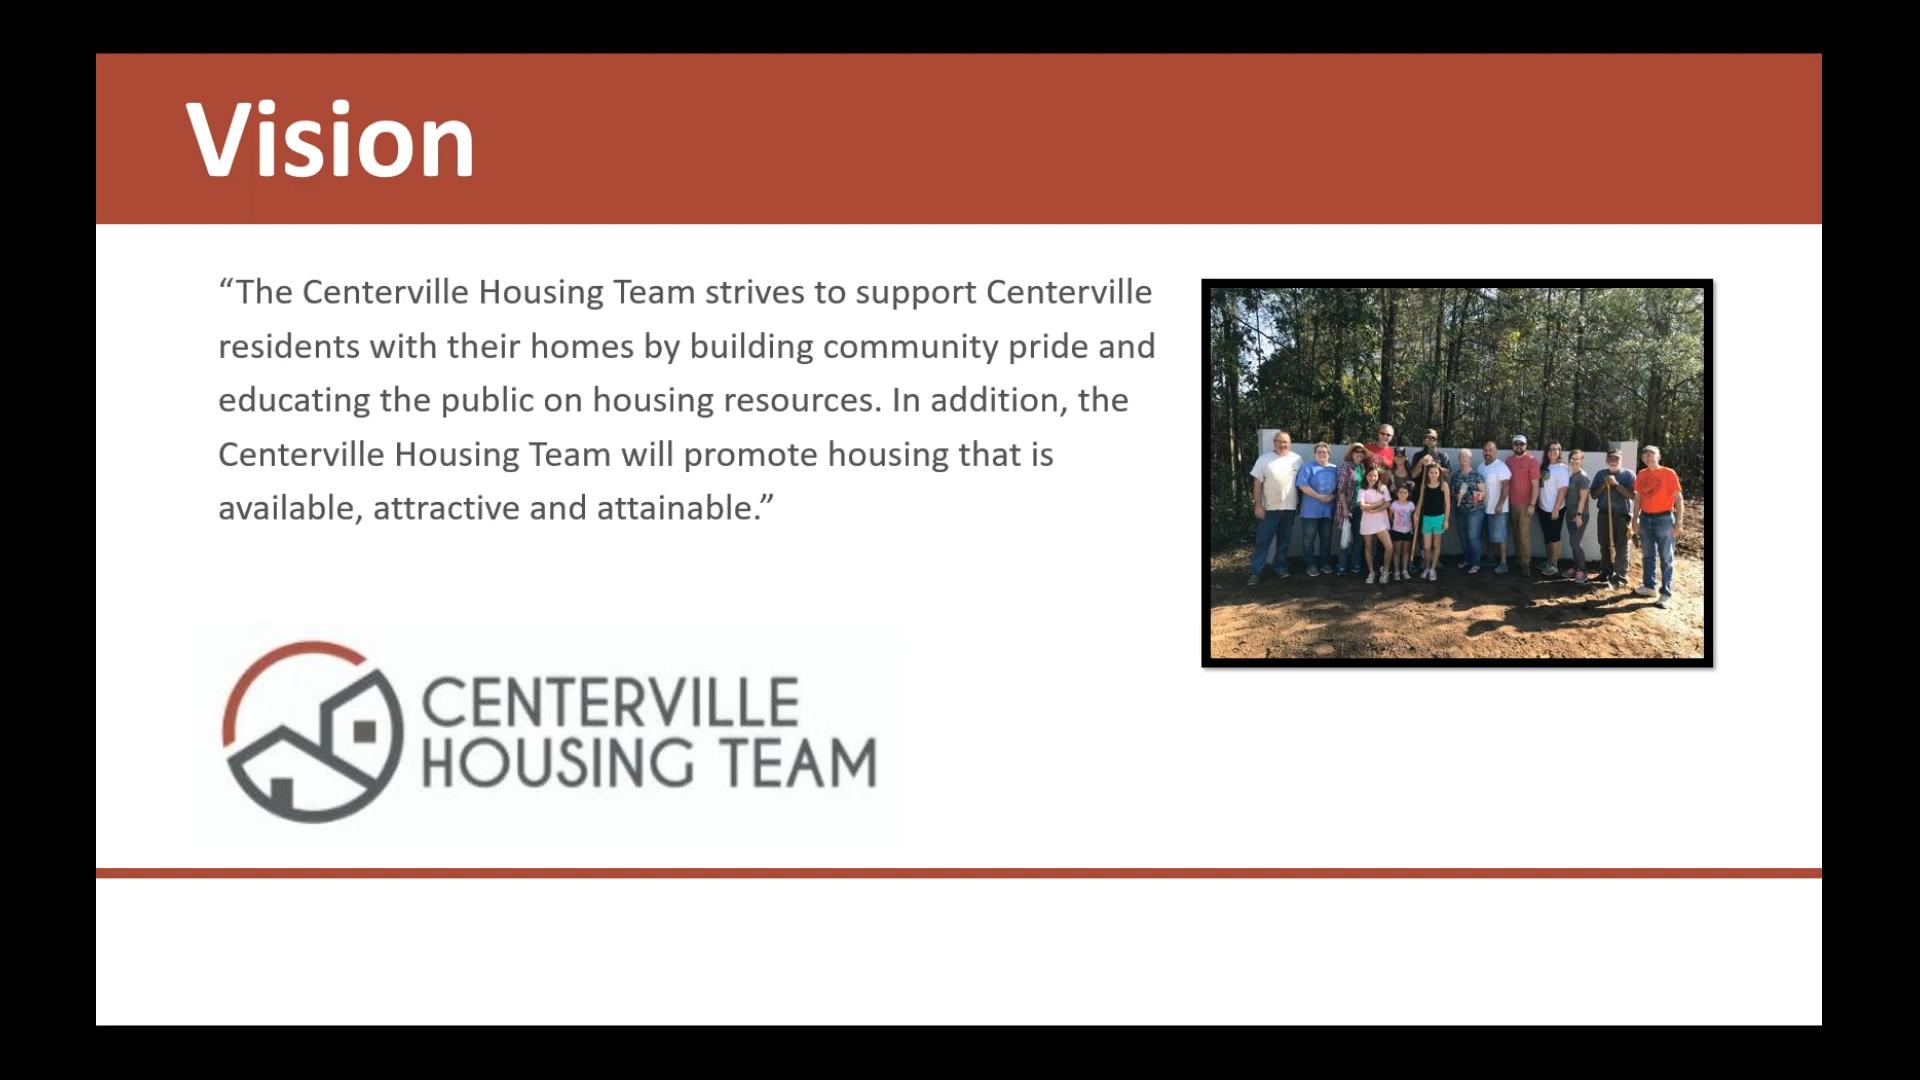 Vision
“The Centerville Housing Team strives to support Centerville
residents with their homes by building community pride and
educating the public on housing resources. In addition, the
Centerville Housing Team will promote housing that is
available, attractive and attainable.”
CENTERVILLE
HOUSING TEAM